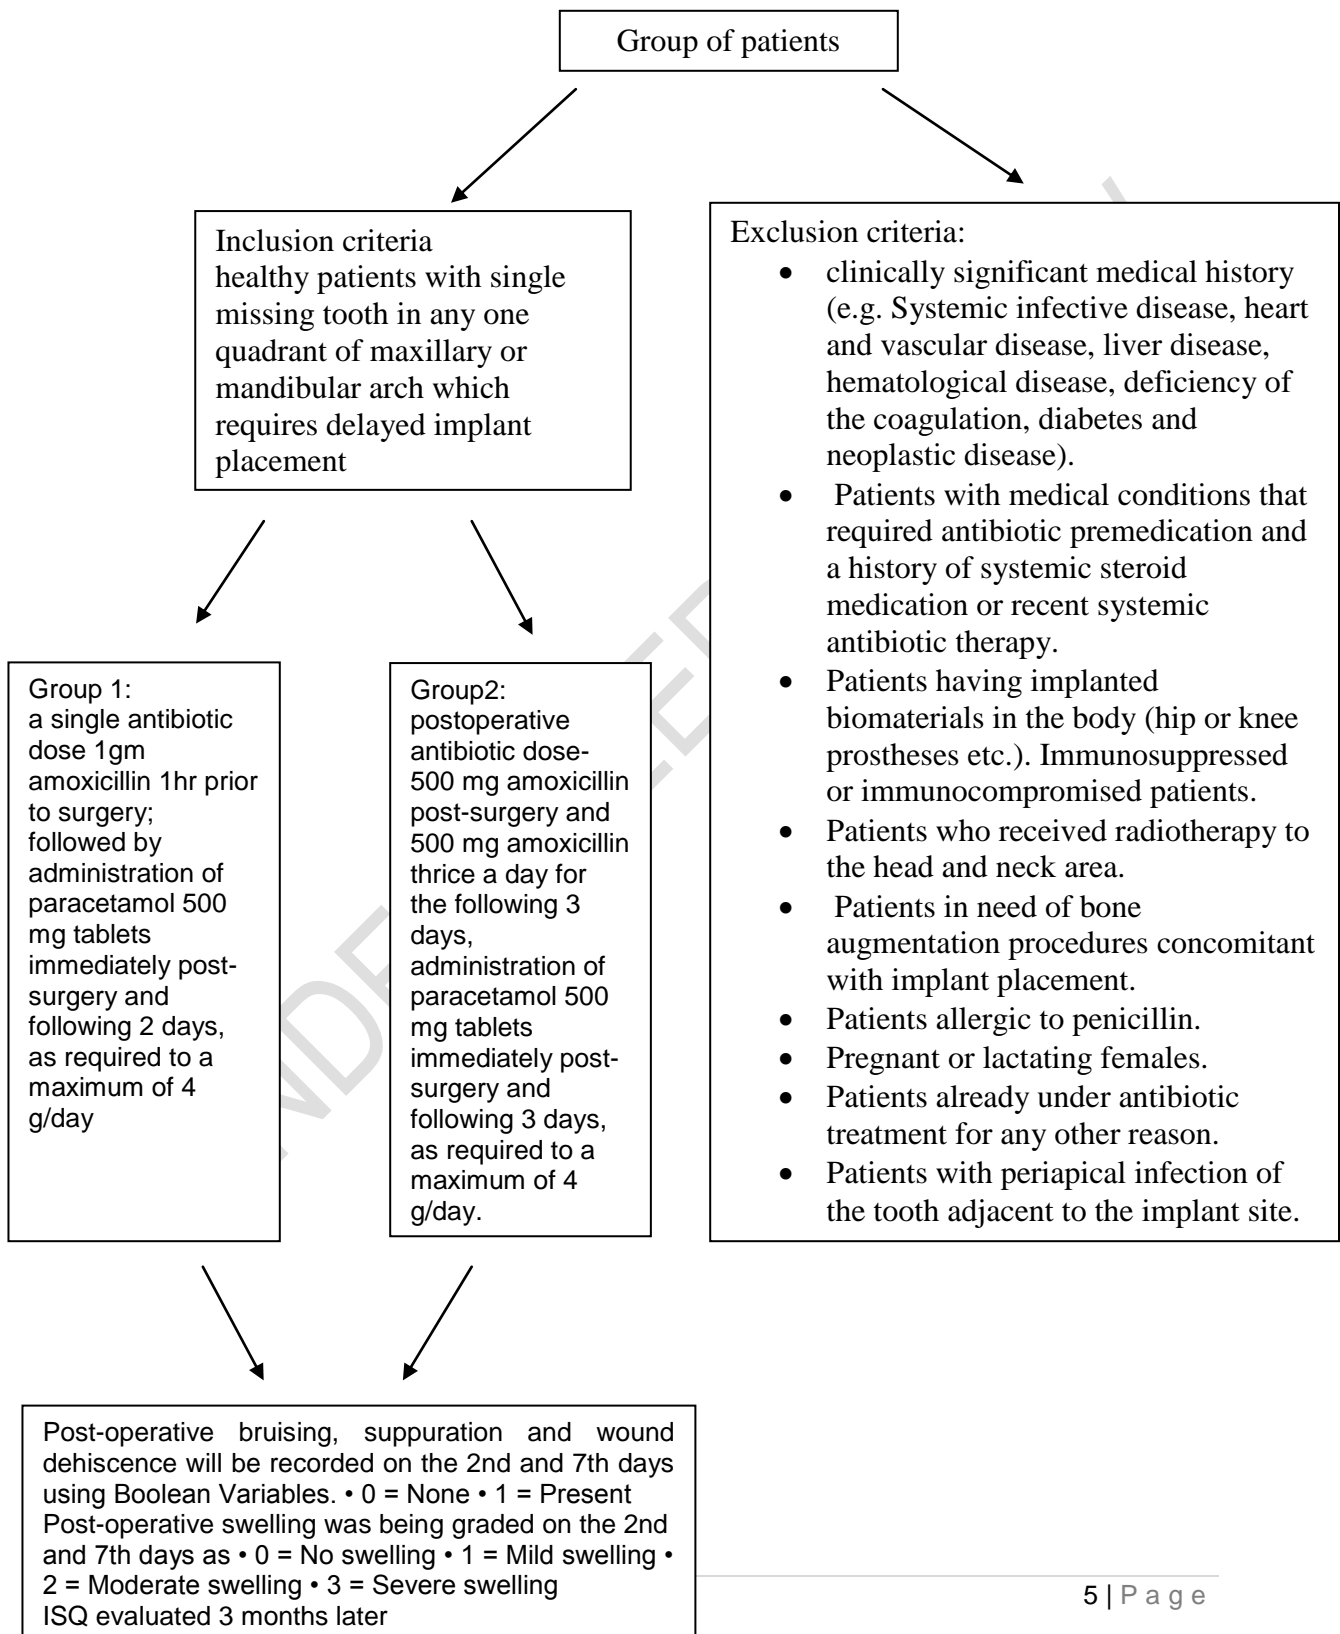 Group of patients
Inclusion criteria
healthy patients with single
missing tooth in any one
quadrant of maxillary or
mandibular arch which
requires delayed implant
placement
Exclusion criteria:
• clinically significant medical history
(e.g. Systemic infective disease, heart
and vascular disease, liver disease,
hematological disease, deficiency of
the coagulation, diabetes and
neoplastic disease).
• Patients with medical conditions that
required antibiotic premedication and
a history of systemic steroid
medication or recent systemic
antibiotic therapy.
• Patients having implanted
biomaterials in the body (hip or knee
prostheses etc.). Immunosuppressed
or immunocompromised patients.
• Patients who received radiotherapy to
the head and neck area.
• Patients in need of bone
augmentation procedures concomitant
with implant placement.
• Patients allergic to penicillin.
• Pregnant or lactating females.
• Patients already under antibiotic
treatment for any other reason.
• Patients with periapical infection of
the tooth adjacent to the implant site.
Group 1:
a single antibiotic
dose 1gm
amoxicillin 1hr prior
to surgery;
followed by
administration of
paracetamol 500
mg tablets
immediately post-
surgery and
following 2 days,
as required to a
maximum of 4
g/day
Group2:
postoperative
antibiotic dose-
500 mg amoxicillin
post-surgery and
500 mg amoxicillin
thrice a day for
the following 3
days,
administration of
paracetamol 500
mg tablets
immediately post-
surgery and
following 3 days,
as required to a
maximum of 4
g/day.
Post-operative bruising, suppuration and wound
dehiscence will be recorded on the 2nd and 7th days
using Boolean Variables. • 0 = None • 1 = Present
Post-operative swelling was being graded on the 2nd
and 7th days as • 0 = No swelling • 1 = Mild swelling •
2 = Moderate swelling • 3 = Severe swelling
ISQ evaluated 3 months later
5 | Page